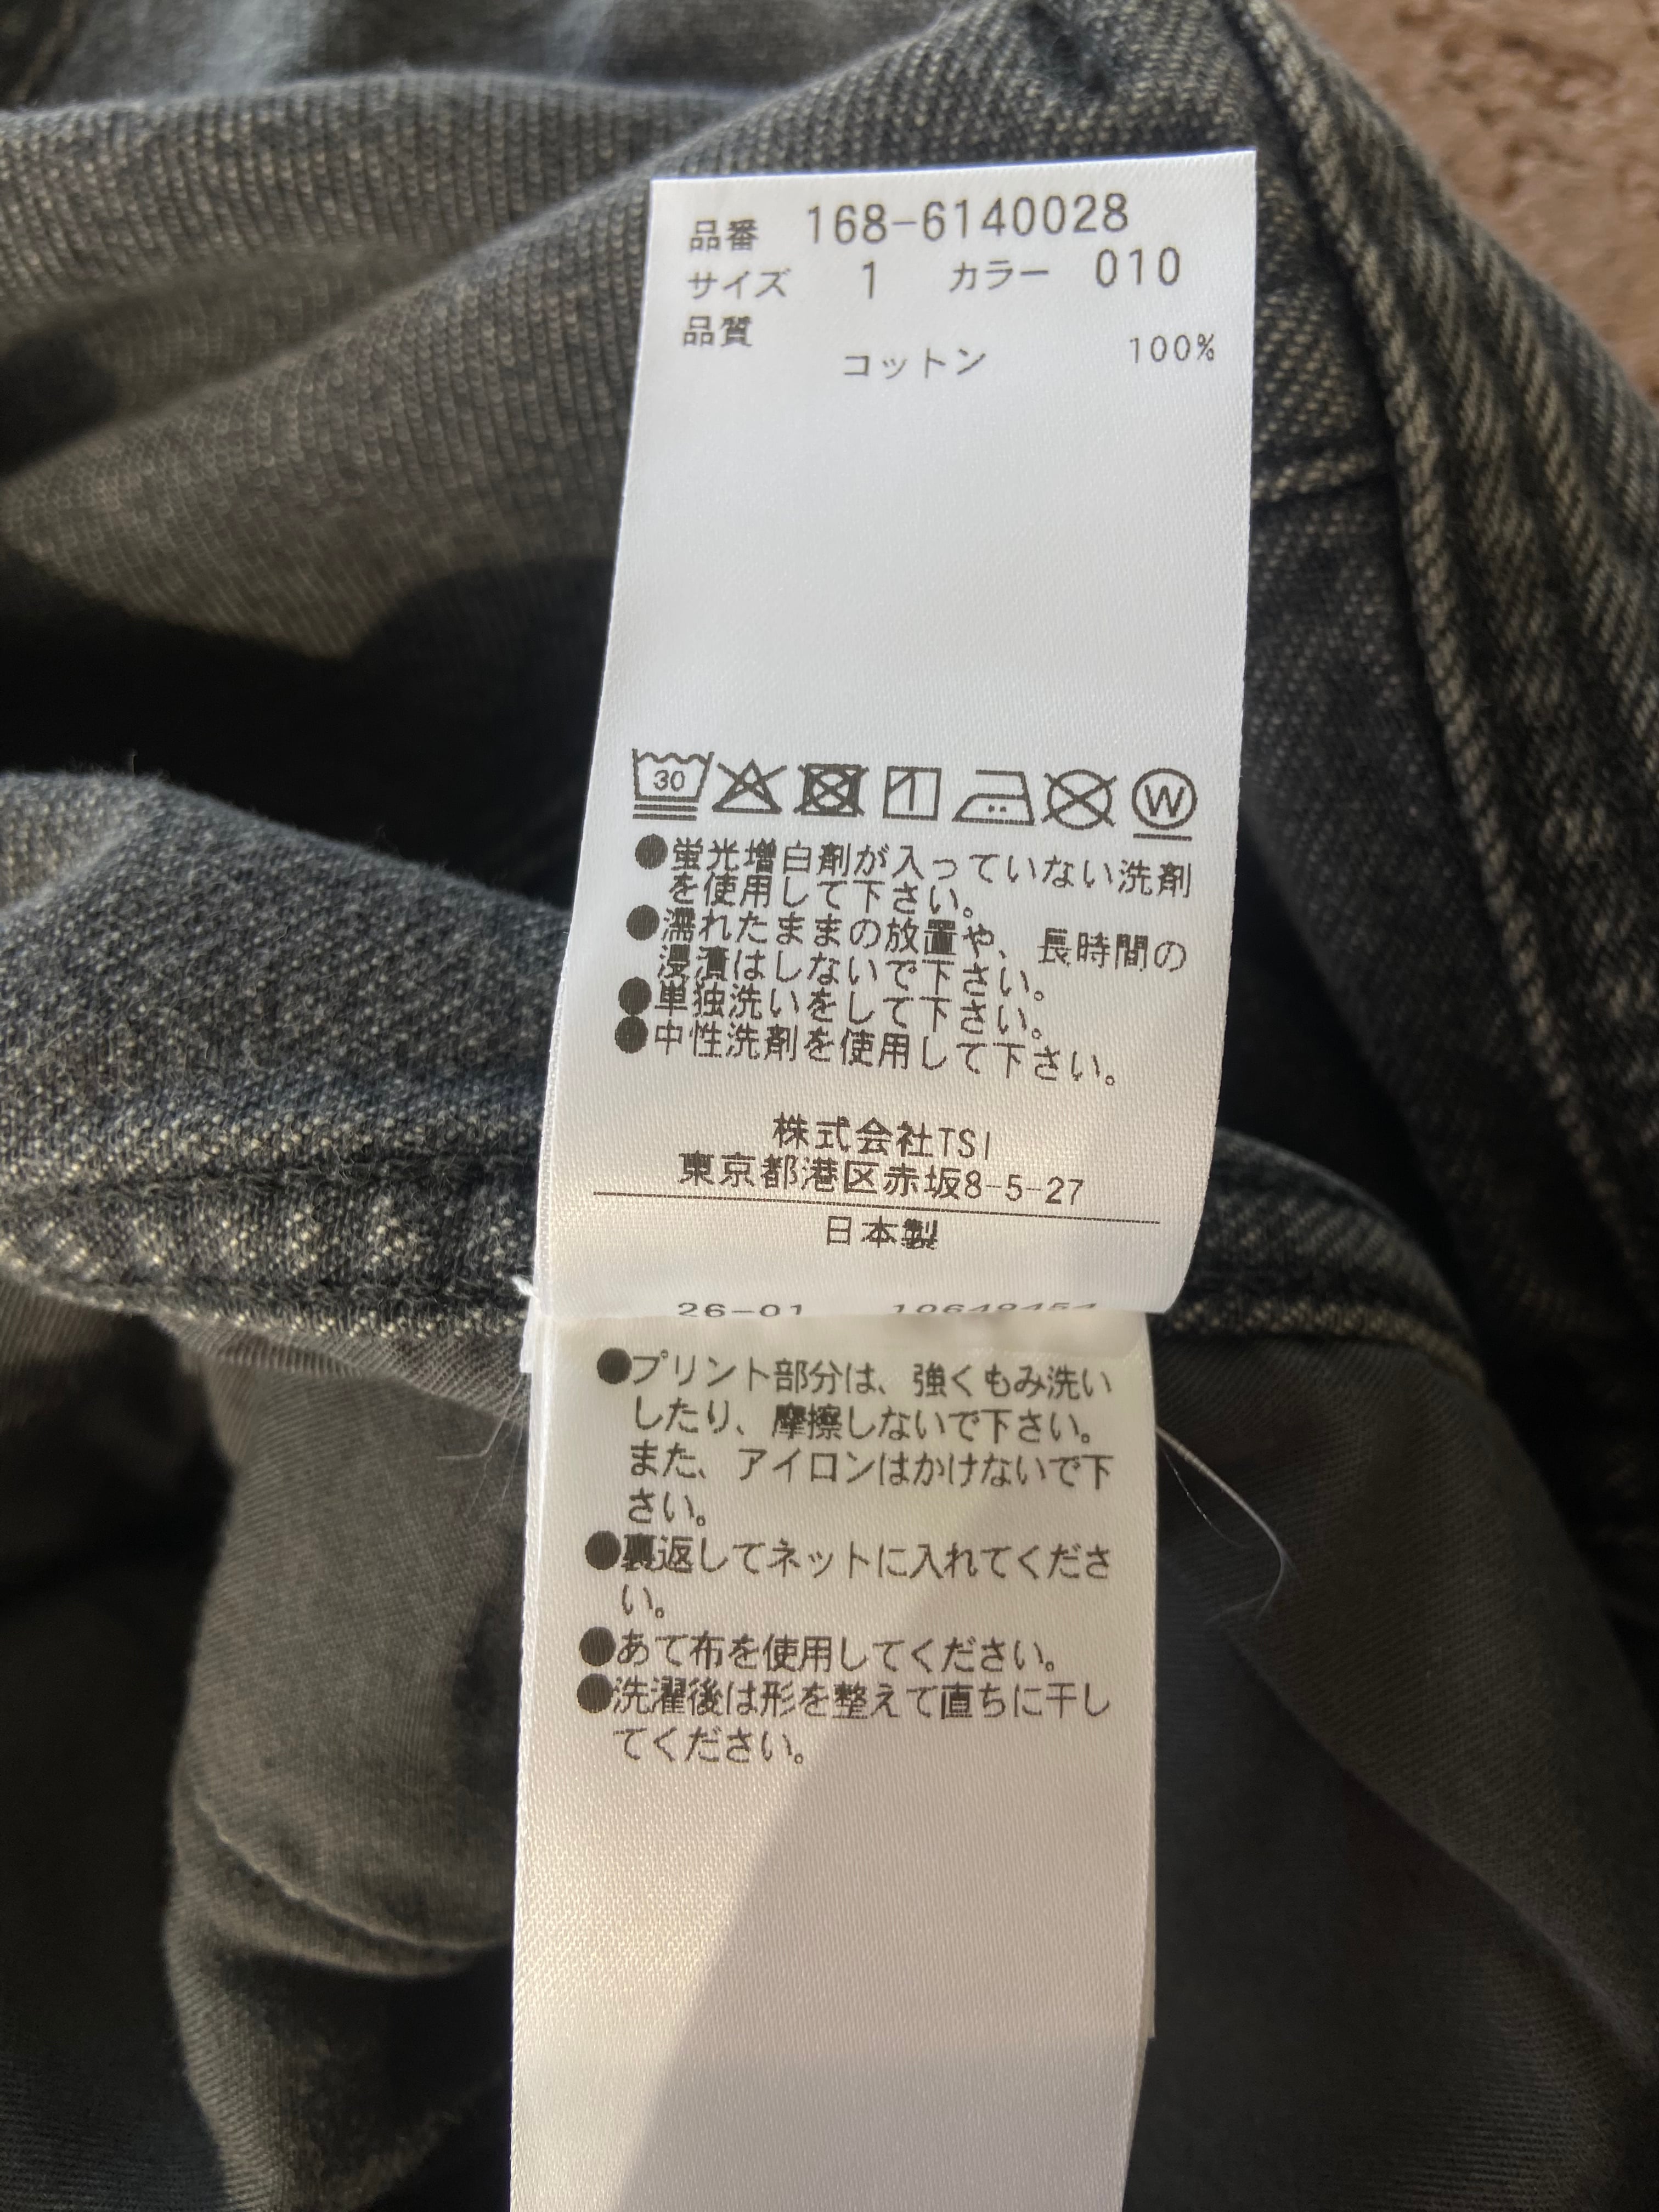 品番 168-6140028
サイズ 1 カラー 010
品質
コットン 100%
30
W
●蛍光増白剤が入っていない洗剤
を使用して下さい。
●濡れたままの放置や、長時間の
浸漬はしないで下さい。
●単独洗いをして下さい。
●中性洗剤を使用して下さい。
株式会社TSI
東京都港区赤坂8-5-27
日本製
26-01
●プリント部分は、強くもみ洗い
したり、摩擦しないで下さい。
また、アイロンはかけないで下
さい。
●裏返してネットに入れてくださ
い。
●あて布を使用してください。
●洗濯後は形を整えて直ちに干し
てください。